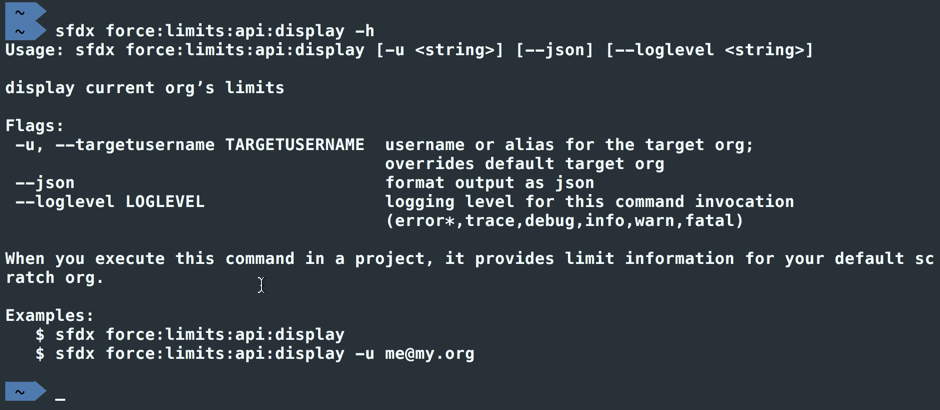 ~
~ sfdx force:limits:api:display -h
Usage: sfdx force:limits:api:display [-u <string>] [--json] [--loglevel <string>]
display current org’s limits
Flags:
-u, --targetusername TARGETUSERNAME username or alias for the target org;
overrides default target org
--json format output as json
--loglevel LOGLEVEL logging level for this command invocation
(error*,trace,debug,info,warn,fatal)
When you execute this command in a project, it provides limit information for your default sc
ratch org.
Examples:
$ sfdx force:limits:api:display
$ sfdx force:limits:api:display -u me@my.org
~ _